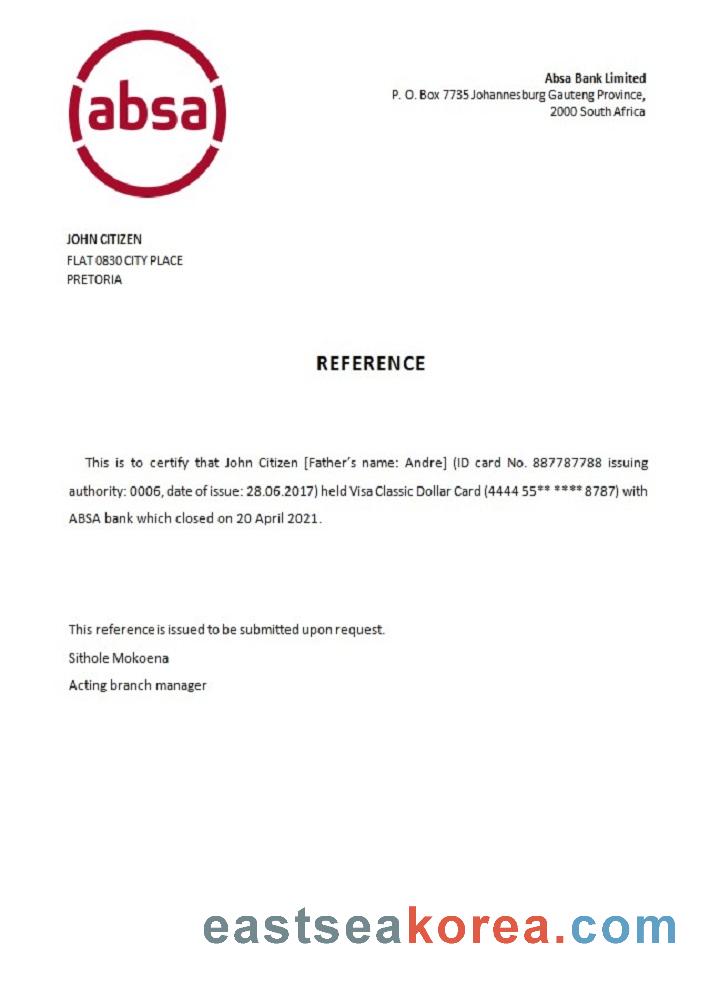 absa
Absa Bank Limited
P. O. Box 7735 Johannesburg Gauteng Province,
2000 South Africa
JOHN CITIZEN
FLAT 0830 CITY PLACE
PRETORIA
REFERENCE
This is to certify that John Citizen [Father's name: Andre] (ID card No. 887787788 issuing
authority: 0006, date of issue: 28.06.2017) held Visa Classic Dollar Card (4444 55** **** 8787) with
ABSA bank which closed on 20 April 2021.
This reference is issued to be submitted upon request.
Sithole Mokoena
Acting branch manager
eastseakorea.com